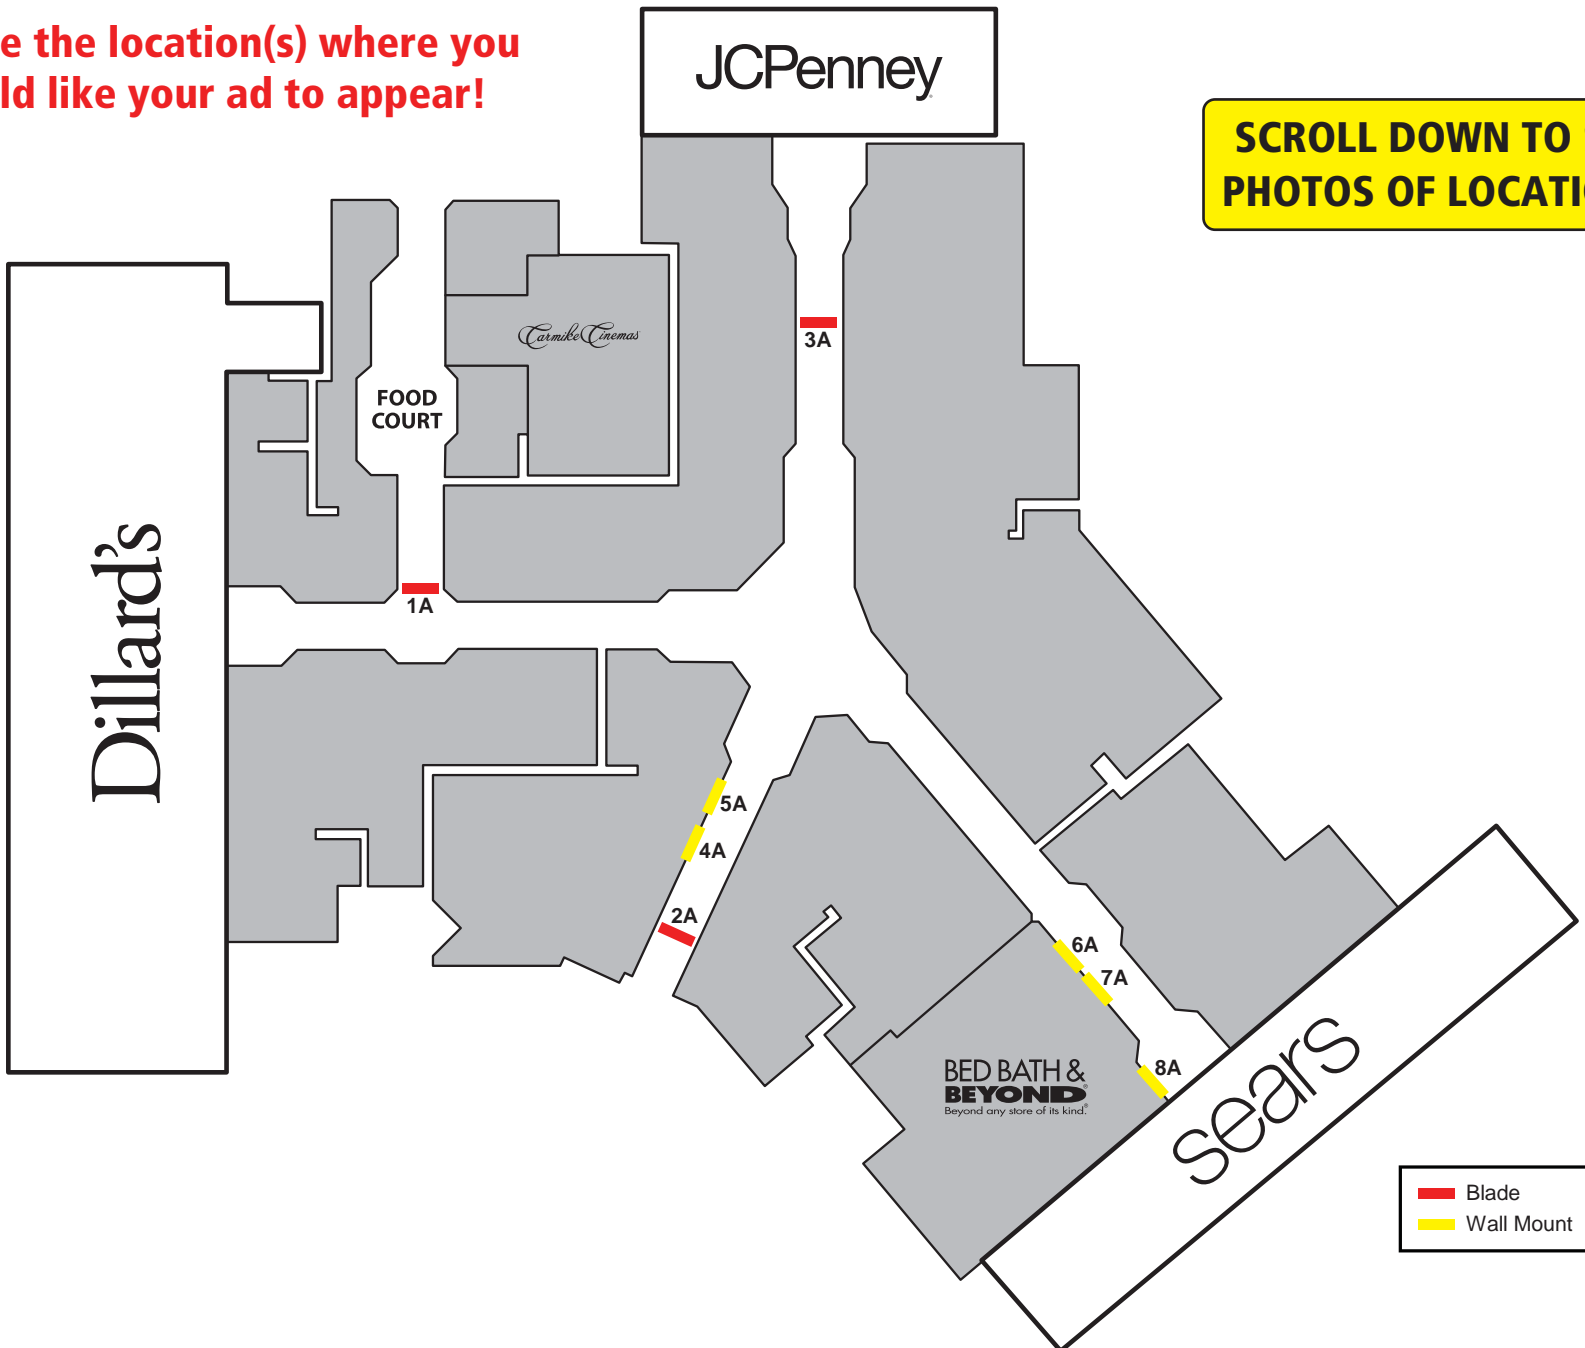 e the location(s) where you
ld like your ad to appear!
JCPenney
SCROLL DOWN TO
PHOTOS OF LOCATI
Carmike Cinemas
3A
FOOD
COURT
Dillard's
1A
5A
4A
2A
6A
7A
8A
BED BATH &
BEYOND
Beyond any store of its kind.
sears
Blade
Wall Mount